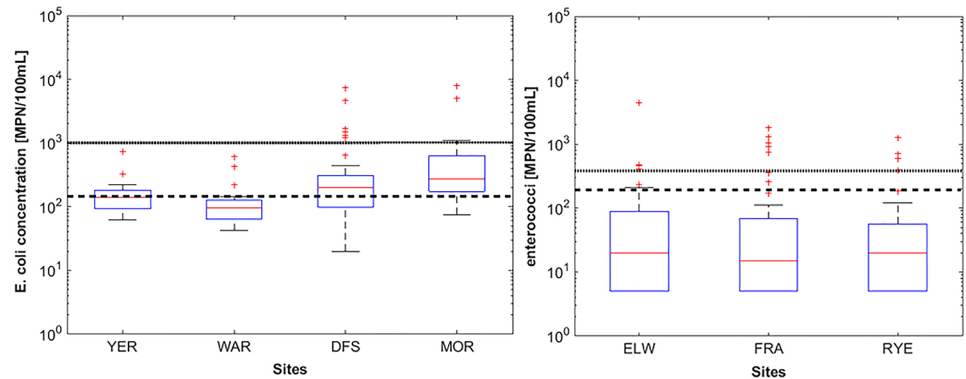 E. coli concentration [MPN/100mL]
10^5
10^4
10^3
10^2
10^1
10^0
YER WAR DFS MOR
Sites
enterococci [MPN/100mL]
10^5
10^4
10^3
10^2
10^1
10^0
ELW FRA RYE
Sites